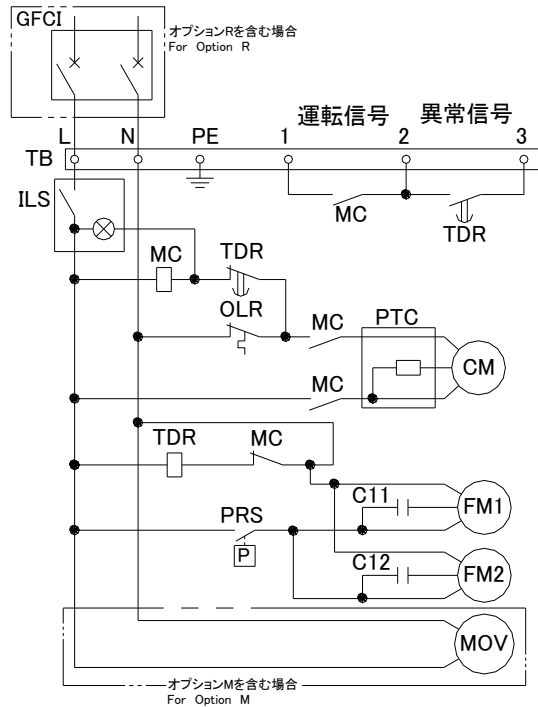 GFCI
オプションRを含む場合
For Option R
運転信号 異常信号
L N PE 1 2 3
TB
ILS
MC
TDR
MC
TDR
OLR
MC
PTC
CM
MC
TDR
MC
C11
FM1
PRS
P
C12
FM2
MOV
オプションMを含む場合
For Option M